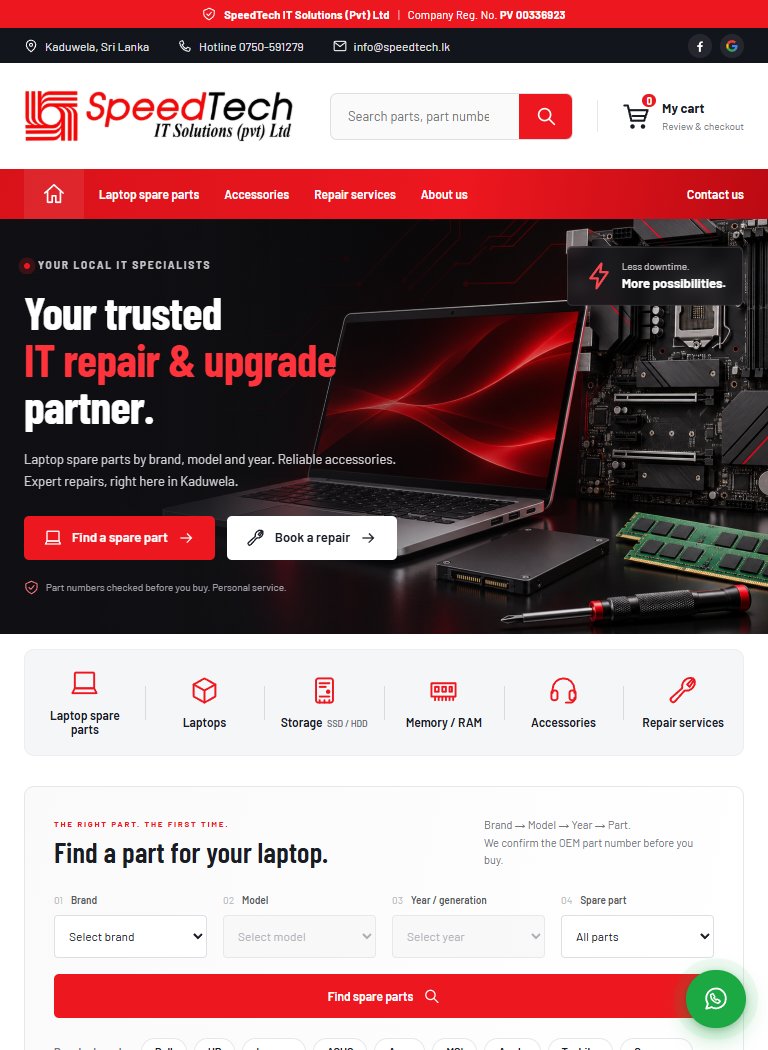 SpeedTech IT Solutions (Pvt) Ltd | Company Reg. No. PV 00336923
Kaduwela, Sri Lanka
Hotline 0750-591279
info@speedtech.lk
SpeedTech
IT Solutions (pvt) Ltd
Search parts, part numbe
0
My cart
Review & checkout
Laptop spare parts
Accessories
Repair services
About us
Contact us
YOUR LOCAL IT SPECIALISTS
Less downtime.
More possibilities.
Your trusted
IT repair & upgrade
partner.
Laptop spare parts by brand, model and year. Reliable accessories.
Expert repairs, right here in Kaduwela.
Find a spare part →
Book a repair →
Part numbers checked before you buy. Personal service.
Laptop spare
parts
Laptops
Storage SSD / HDD
Memory / RAM
Accessories
Repair services
THE RIGHT PART. THE FIRST TIME.
Find a part for your laptop.
Brand → Model → Year → Part.
We confirm the OEM part number before you
buy.
01 Brand
02 Model
03 Year / generation
04 Spare part
Select brand
Select model
Select year
All parts
Find spare parts